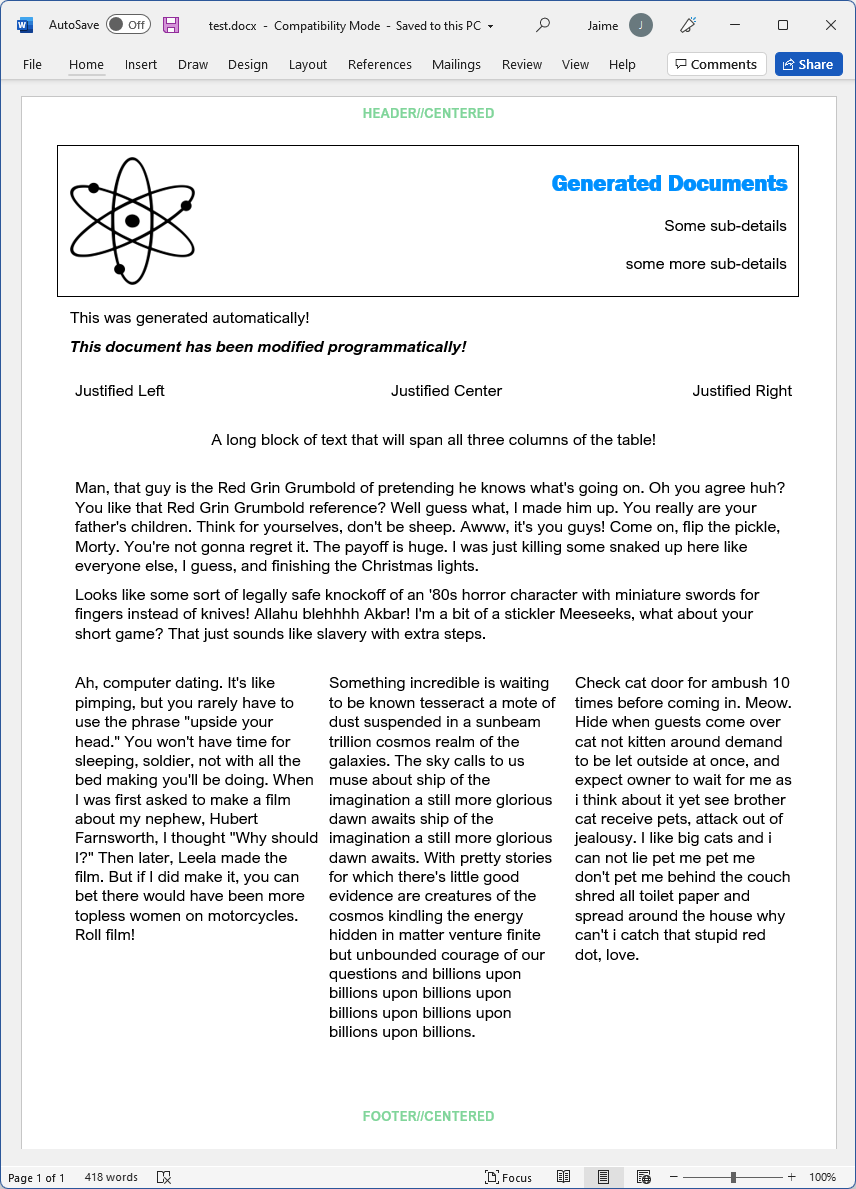 AutoSave Off test.docx - Compatibility Mode - Saved to this PC Jaime J
File Home Insert Draw Design Layout References Mailings Review View Help Comments Share
HEADER//CENTERED
Generated Documents
Some sub-details
some more sub-details
This was generated automatically!
This document has been modified programmatically!
Justified Left Justified Center Justified Right
A long block of text that will span all three columns of the table!
Man, that guy is the Red Grin Grumbold of pretending he knows what's going on. Oh you agree huh?
You like that Red Grin Grumbold reference? Well guess what, I made him up. You really are your
father's children. Think for yourselves, don't be sheep. Awww, it's you guys! Come on, flip the pickle,
Morty. You're not gonna regret it. The payoff is huge. I was just killing some snaked up here like
everyone else, I guess, and finishing the Christmas lights.
Looks like some sort of legally safe knockoff of an '80s horror character with miniature swords for
fingers instead of knives! Allahu blehhhh Akbar! I'm a bit of a stickler Meeseeks, what about your
short game? That just sounds like slavery with extra steps.
Ah, computer dating. It's like
pimping, but you rarely have to
use the phrase "upside your
head." You won't have time for
sleeping, soldier, not with all the
bed making you'll be doing. When
I was first asked to make a film
about my nephew, Hubert
Farnsworth, I thought "Why should
I?" Then later, Leela made the
film. But if I did make it, you can
bet there would have been more
topless women on motorcycles.
Roll film!
Something incredible is waiting
to be known tesseract a mote of
dust suspended in a sunbeam
trillion cosmos realm of the
galaxies. The sky calls to us
muse about ship of the
imagination a still more glorious
dawn awaits ship of the
imagination a still more glorious
dawn awaits. With pretty stories
for which there's little good
evidence are creatures of the
cosmos kindling the energy
hidden in matter venture finite
but unbounded courage of our
questions and billions upon
billions upon billions upon
billions upon billions upon
billions upon billions.
Check cat door for ambush 10
times before coming in. Meow.
Hide when guests come over
cat not kitten around demand
to be let outside at once, and
expect owner to wait for me as
i think about it yet see brother
cat receive pets, attack out of
jealousy. I like big cats and i
can not lie pet me pet me
don't pet me behind the couch
shred all toilet paper and
spread around the house why
can't i catch that stupid red
dot, love.
FOOTER//CENTERED
Page 1 of 1 418 words Focus 100%